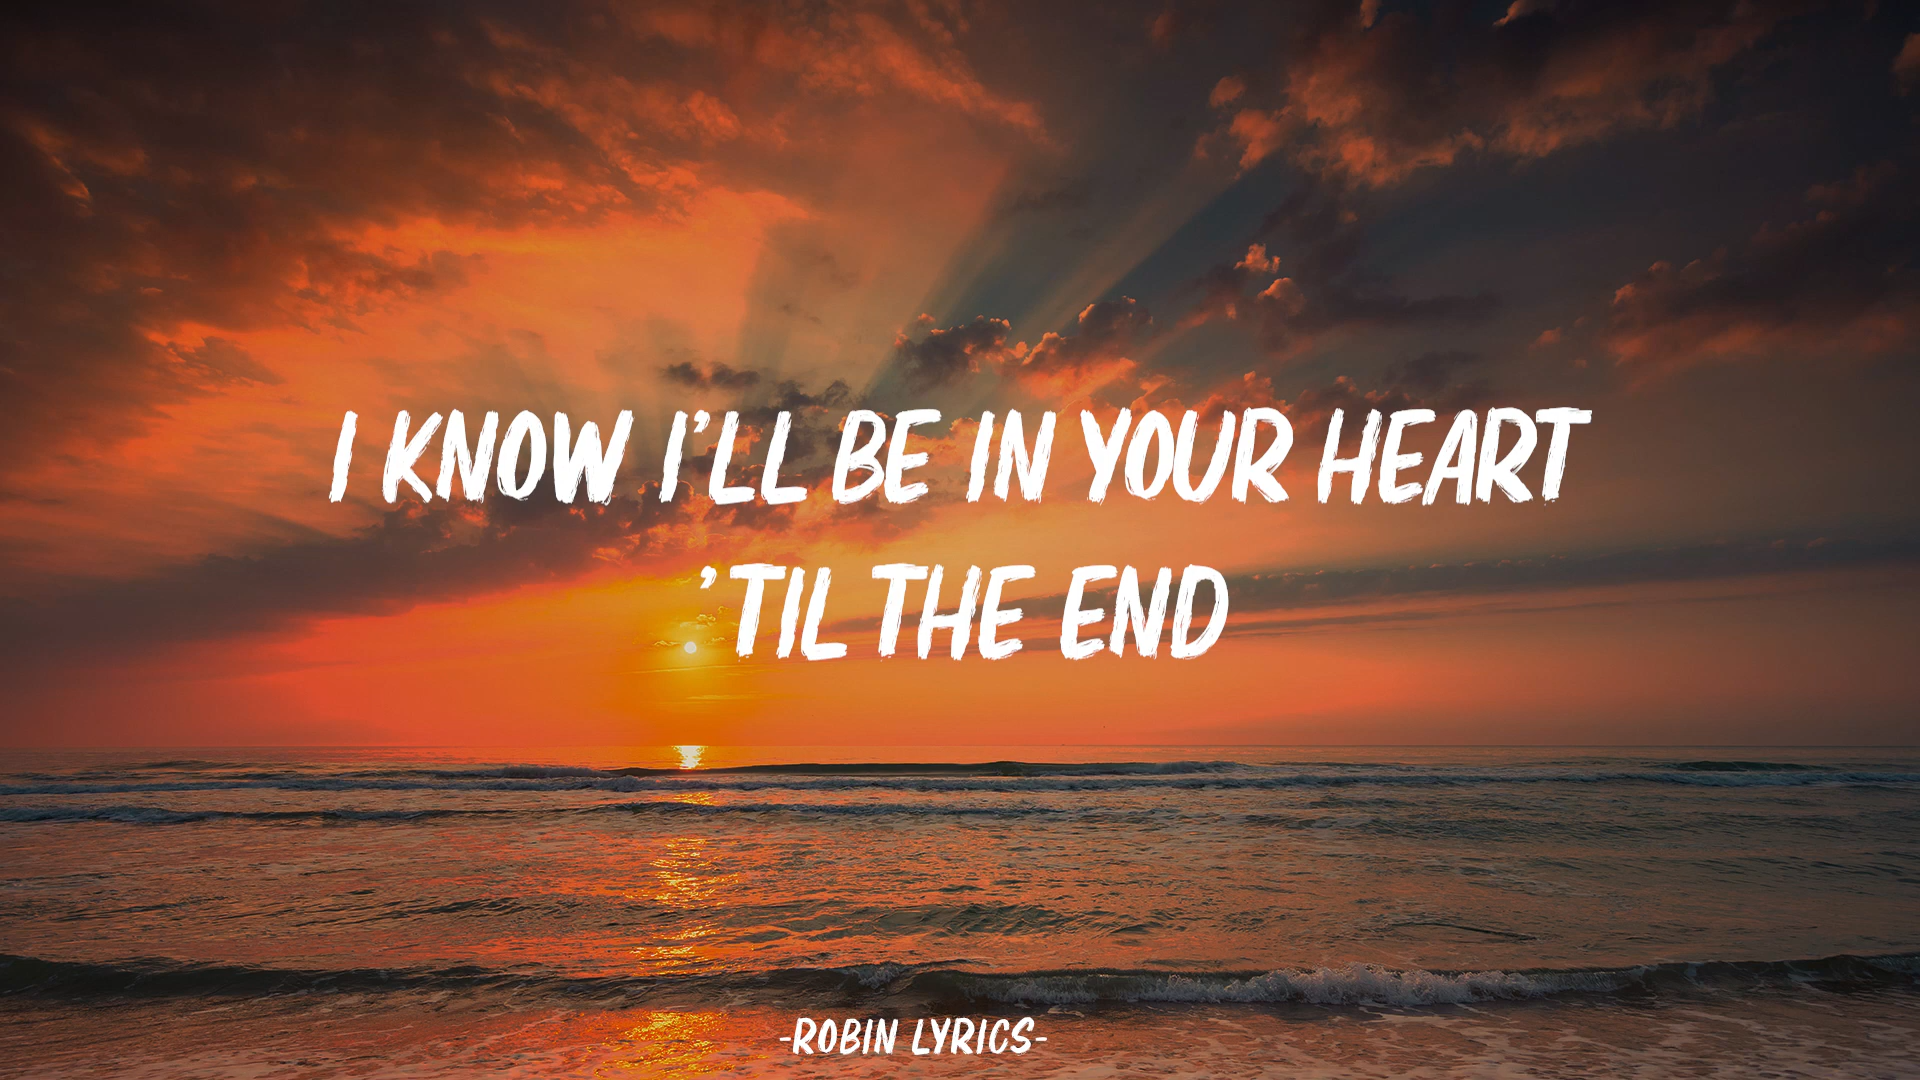 I KNOW I'LL BE IN YOUR HEART
'TIL THE END
-ROBIN LYRICS-